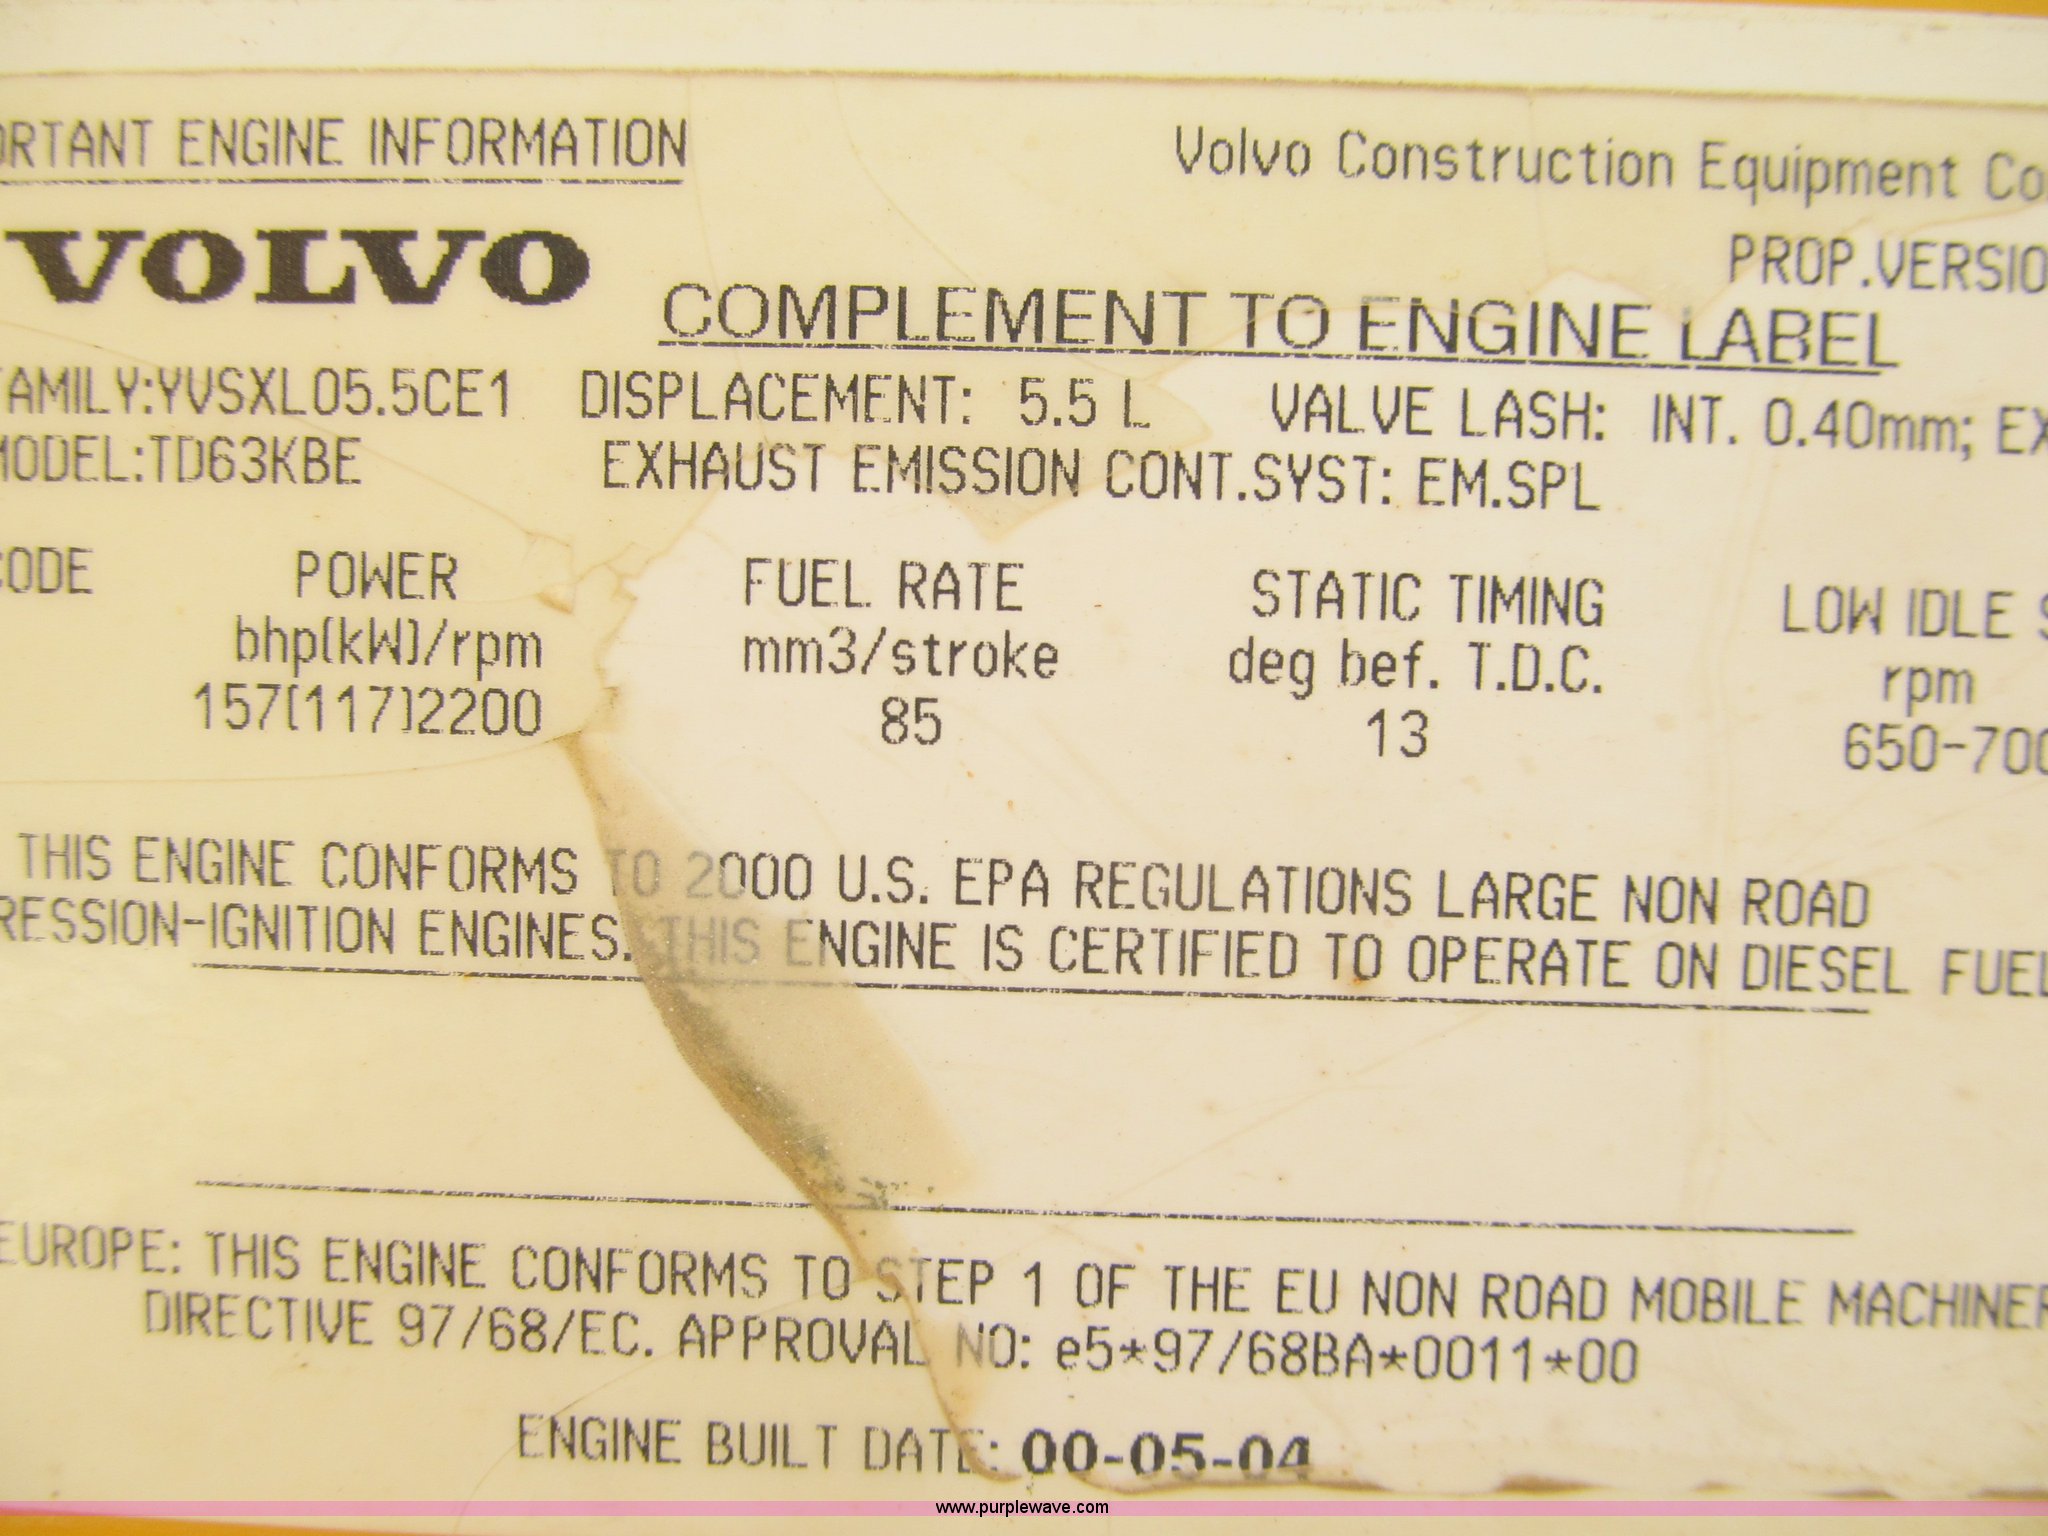 ORTANT ENGINE INFORMATION
Volvo Construction Equipment Co
PROP.VERSIO
VOLVO
COMPLEMENT TO ENGINE LABEL
FAMILY:YVSXL05.5CE1 DISPLACEMENT: 5.5 L VALVE LASH: INT. 0.40mm; EX
MODEL:TD63KBE EXHAUST EMISSION CONT.SYST: EM.SPL
CODE POWER FUEL RATE STATIC TIMING LOW IDLE S
bhp(kW)/rpm mm3/stroke deg bef. T.D.C. rpm
157(117)2200 85 13 650-700
THIS ENGINE CONFORMS TO 2000 U.S. EPA REGULATIONS LARGE NON ROAD
RESSION-IGNITION ENGINES. THIS ENGINE IS CERTIFIED TO OPERATE ON DIESEL FUEL
EUROPE: THIS ENGINE CONFORMS TO STEP 1 OF THE EU NON ROAD MOBILE MACHINER
DIRECTIVE 97/68/EC. APPROVAL NO: e5*97/68BA*0011*00
ENGINE BUILT DATE: 00-05-04
www.purplewave.com